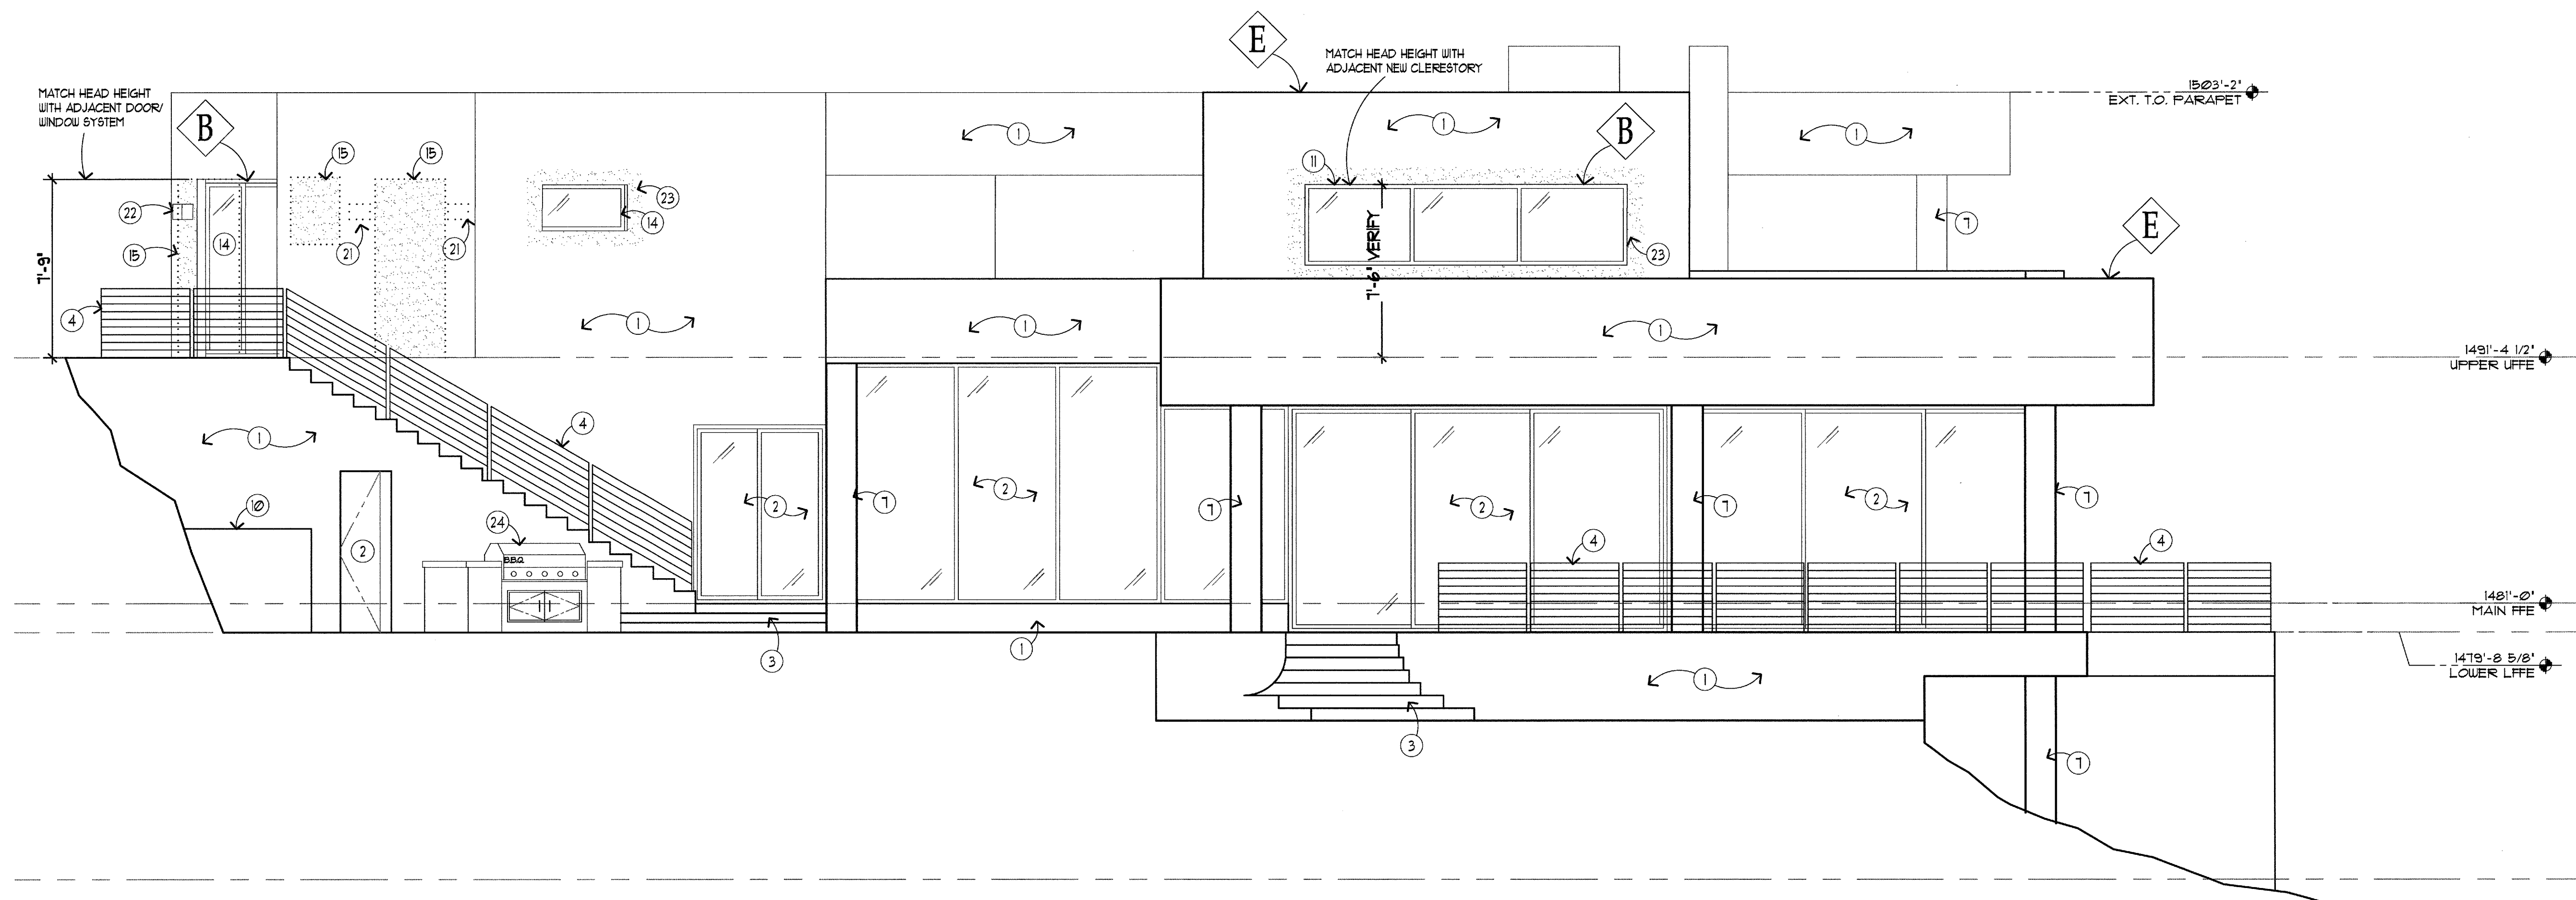 E
MATCH HEAD HEIGHT WITH
ADJACENT NEW CLERESTORY
MATCH HEAD HEIGHT
WITH ADJACENT DOOR/
WINDOW SYSTEM
B
1503'-2"
EXT. T.O. PARAPET
1
1
1
B
15
15
11
23
14
22
14
21
21
15
23
7
E
7'-9"
7'-6" VERIFY
4
1
1
1
1491'-4 1/2"
UPPER UFFE
4
1
10
24
2
B.B.Q.
2
7
2
7
2
7
2
7
4
4
1481'-0"
MAIN FFE
3
1
1479'-8 5/8"
LOWER LFFE
1
3
7